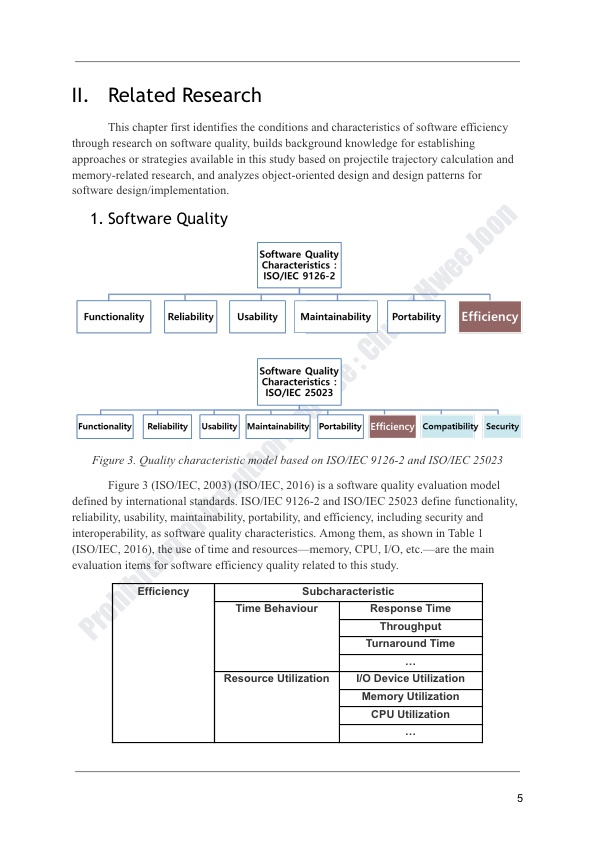 II. Related Research
This chapter first identifies the conditions and characteristics of software efficiency
through research on software quality, builds background knowledge for establishing
approaches or strategies available in this study based on projectile trajectory calculation and
memory-related research, and analyzes object-oriented design and design patterns for
software design/implementation.
1. Software Quality
Software Quality
Characteristics :
ISO/IEC 9126-2
Functionality Reliability Usability Maintainability Portability Efficiency
Software Quality
Characteristics :
ISO/IEC 25023
Functionality Reliability Usability Maintainability Portability Efficiency Compatibility Security
Figure 3. Quality characteristic model based on ISO/IEC 9126-2 and ISO/IEC 25023
Figure 3 (ISO/IEC, 2003) (ISO/IEC, 2016) is a software quality evaluation model
defined by international standards. ISO/IEC 9126-2 and ISO/IEC 25023 define functionality,
reliability, usability, maintainability, portability, and efficiency, including security and
interoperability, as software quality characteristics. Among them, as shown in Table 1
(ISO/IEC, 2016), the use of time and resources—memory, CPU, I/O, etc.—are the main
evaluation items for software efficiency quality related to this study.
Efficiency Subcharacteristic
Time Behaviour Response Time
Throughput
Turnaround Time
…
Resource Utilization I/O Device Utilization
Memory Utilization
CPU Utilization
…
5
Hwee Joon